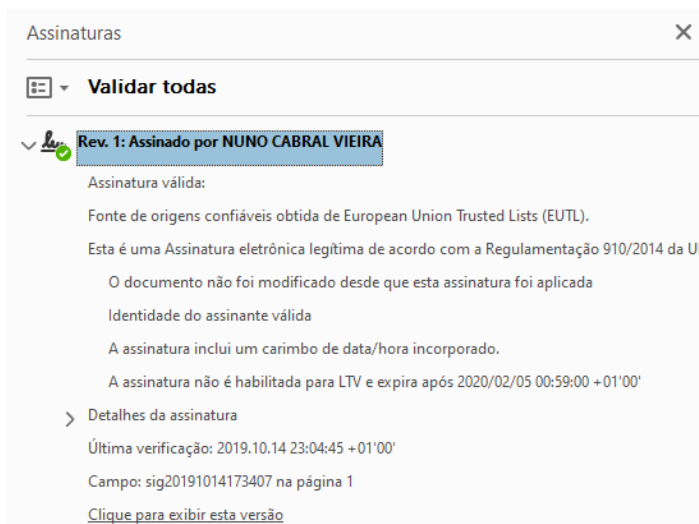 Assinaturas
Validar todas
Rev. 1: Assinado por NUNO CABRAL VIEIRA
Assinatura válida:
Fonte de origens confiáveis obtida de European Union Trusted Lists (EUTL).
Esta é uma Assinatura eletrônica legítima de acordo com a Regulamentação 910/2014 da U
O documento não foi modificado desde que esta assinatura foi aplicada
Identidade do assinante válida
A assinatura inclui um carimbo de data/hora incorporado.
A assinatura não é habilitada para LTV e expira após 2020/02/05 00:59:00 +01'00'
Detalhes da assinatura
Última verificação: 2019.10.14 23:04:45 +01'00'
Campo: sig20191014173407 na página 1
Clique para exibir esta versão